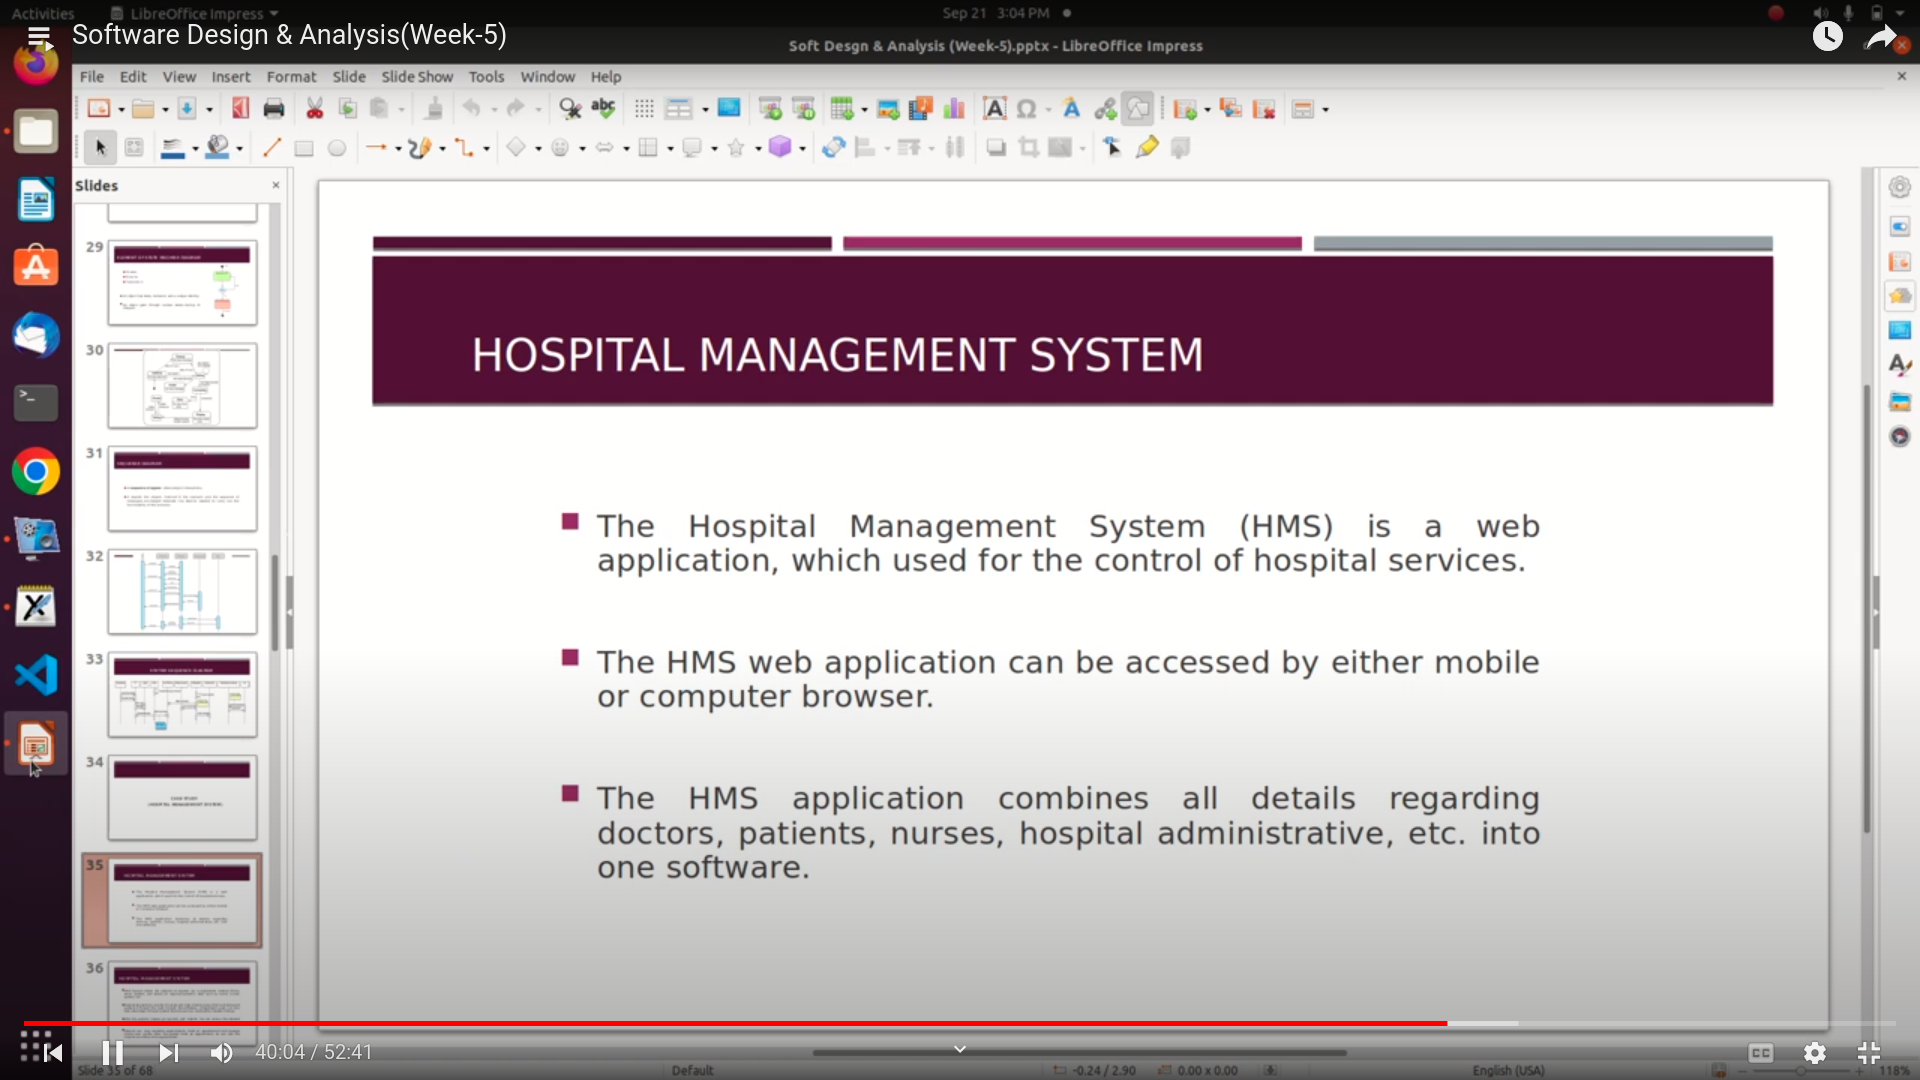 Activities
LibreOffice Impress
Sep 21 3:04 PM
Software Design & Analysis(Week-5)
Soft Desgn & Analysis (Week-5).pptx - LibreOffice Impress
File Edit View Insert Format Slide Slide Show Tools Window Help
Slides
29
30
31
32
33
34
35
36
HOSPITAL MANAGEMENT SYSTEM
The Hospital Management System (HMS) is a web
application, which used for the control of hospital services.
The HMS web application can be accessed by either mobile
or computer browser.
The HMS application combines all details regarding
doctors, patients, nurses, hospital administrative, etc. into
one software.
40:04 / 52:41
CC
Slide 35 of 68
Default
-0.24 / 2.90
0.00 x 0.00
English (USA)
118%